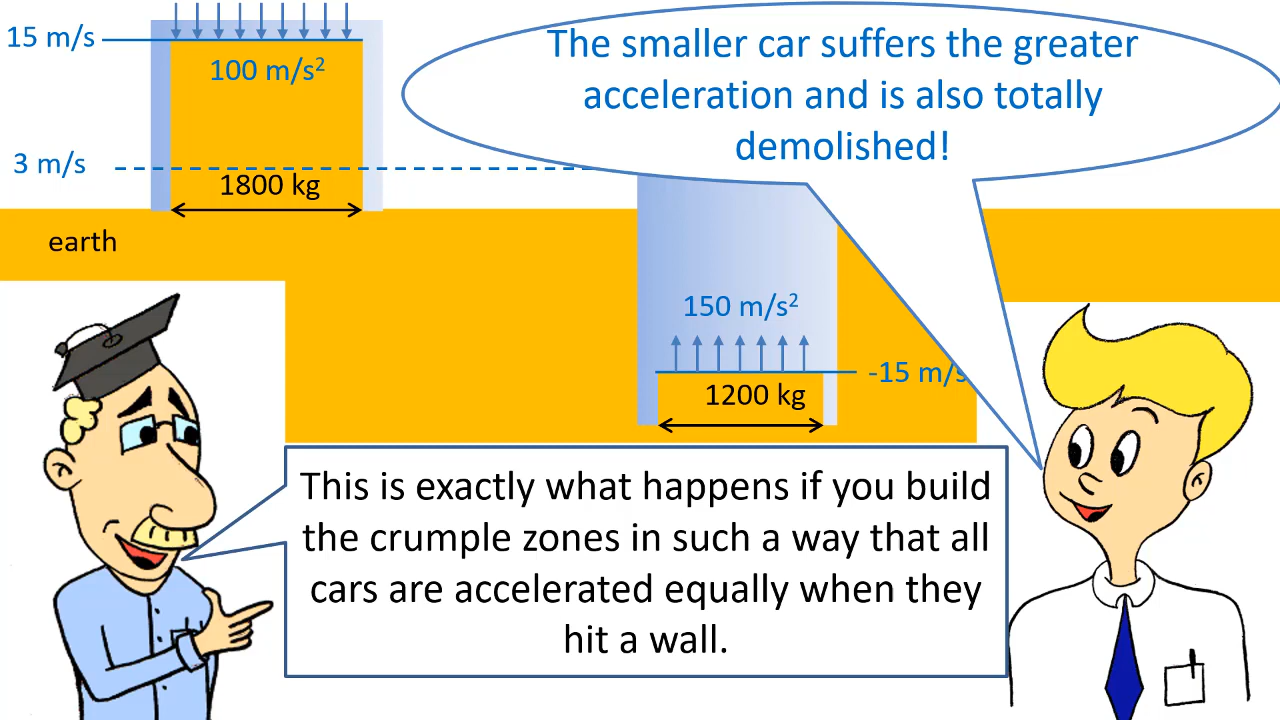 15 m/s
100 m/s²
3 m/s
1800 kg
earth
The smaller car suffers the greater
acceleration and is also totally
demolished!
150 m/s²
-15 m/s
1200 kg
This is exactly what happens if you build
the crumple zones in such a way that all
cars are accelerated equally when they
hit a wall.